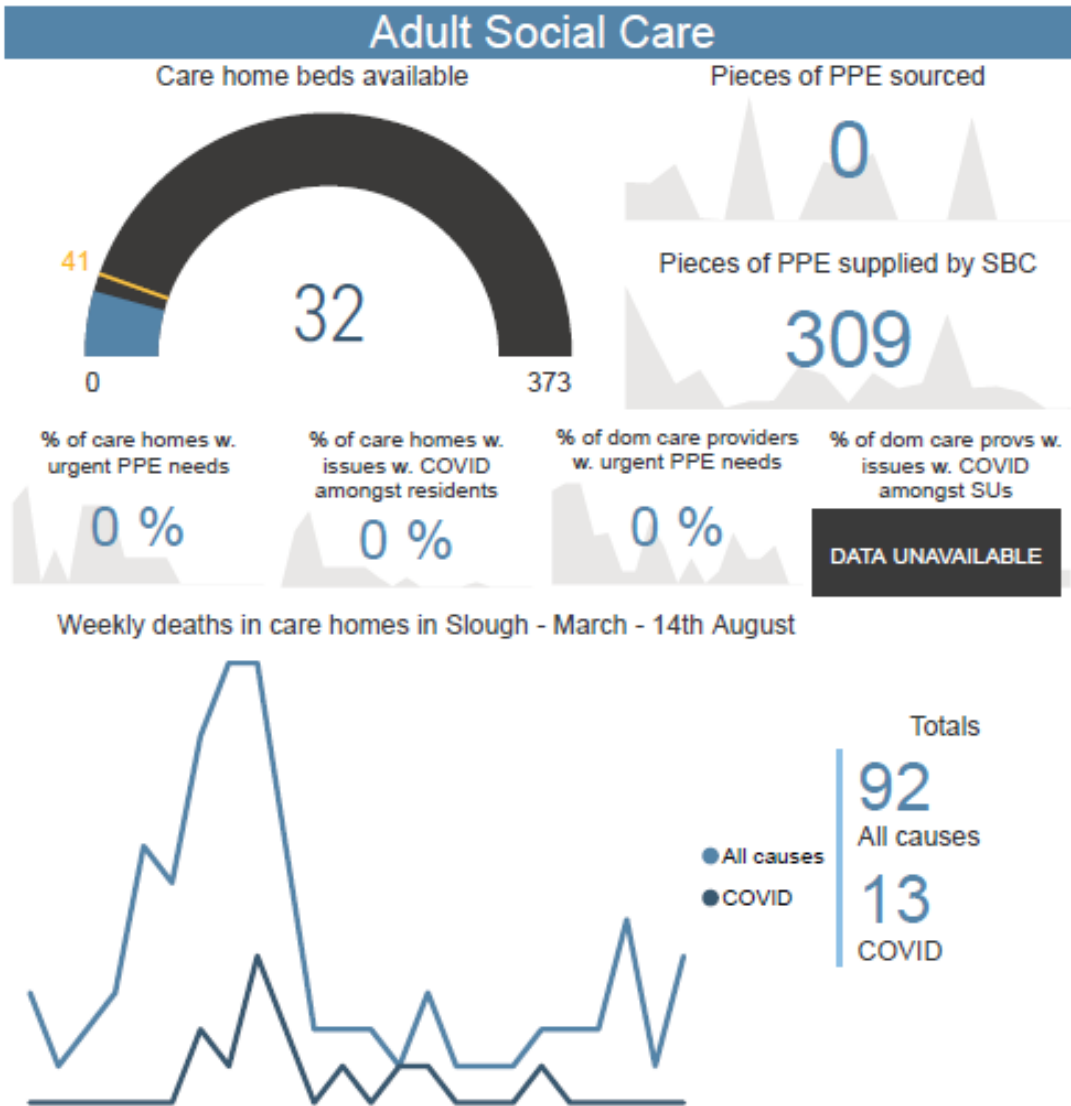 Adult Social Care
Care home beds available
41
32
0
373
Pieces of PPE sourced
0
Pieces of PPE supplied by SBC
309
% of care homes w.
urgent PPE needs
0 %
% of care homes w.
issues w. COVID
amongst residents
0 %
% of dom care providers
w. urgent PPE needs
0 %
% of dom care provs w.
issues w. COVID
amongst SUs
DATA UNAVAILABLE
Weekly deaths in care homes in Slough - March - 14th August
All causes
COVID
Totals
92
All causes
13
COVID